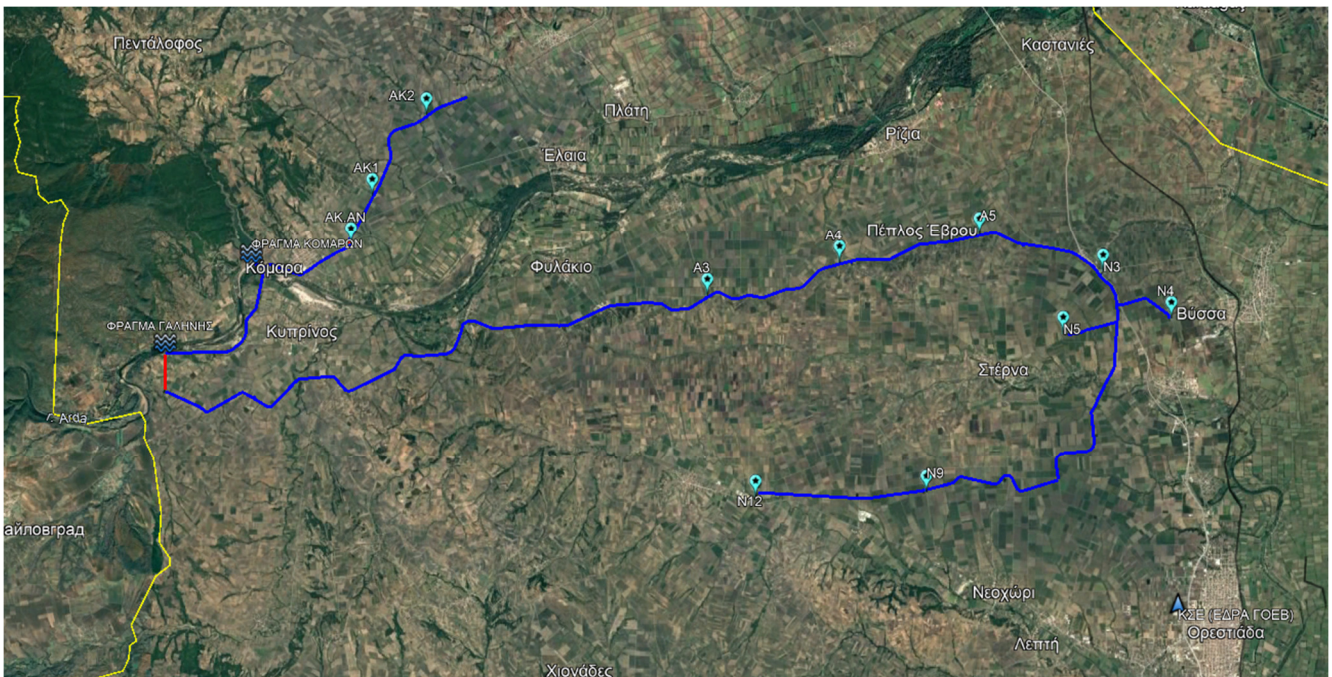 Πεντάλοφος
Καστανιές
AK2
Πλάτη
Ρίζια
Έλαια
AK1
AK.AN
ΦΡΑΓΜΑ ΚΟΜΑΡΩΝ
Κόμαρα
Φυλάκιο
A3
A4
Πέπλος Έβρου
A5
N3
N4
Βύσσα
N5
ΦΡΑΓΜΑ ΓΑΛΗΝΗΣ
Κυπρίνος
Στέρνα
Arda
N12
N9
айловград
Νεοχώρι
ΚΣΕ (ΕΔΡΑ ΓΟΕΒ)
Ορεστιάδα
Λεπτή
Χιονάδες